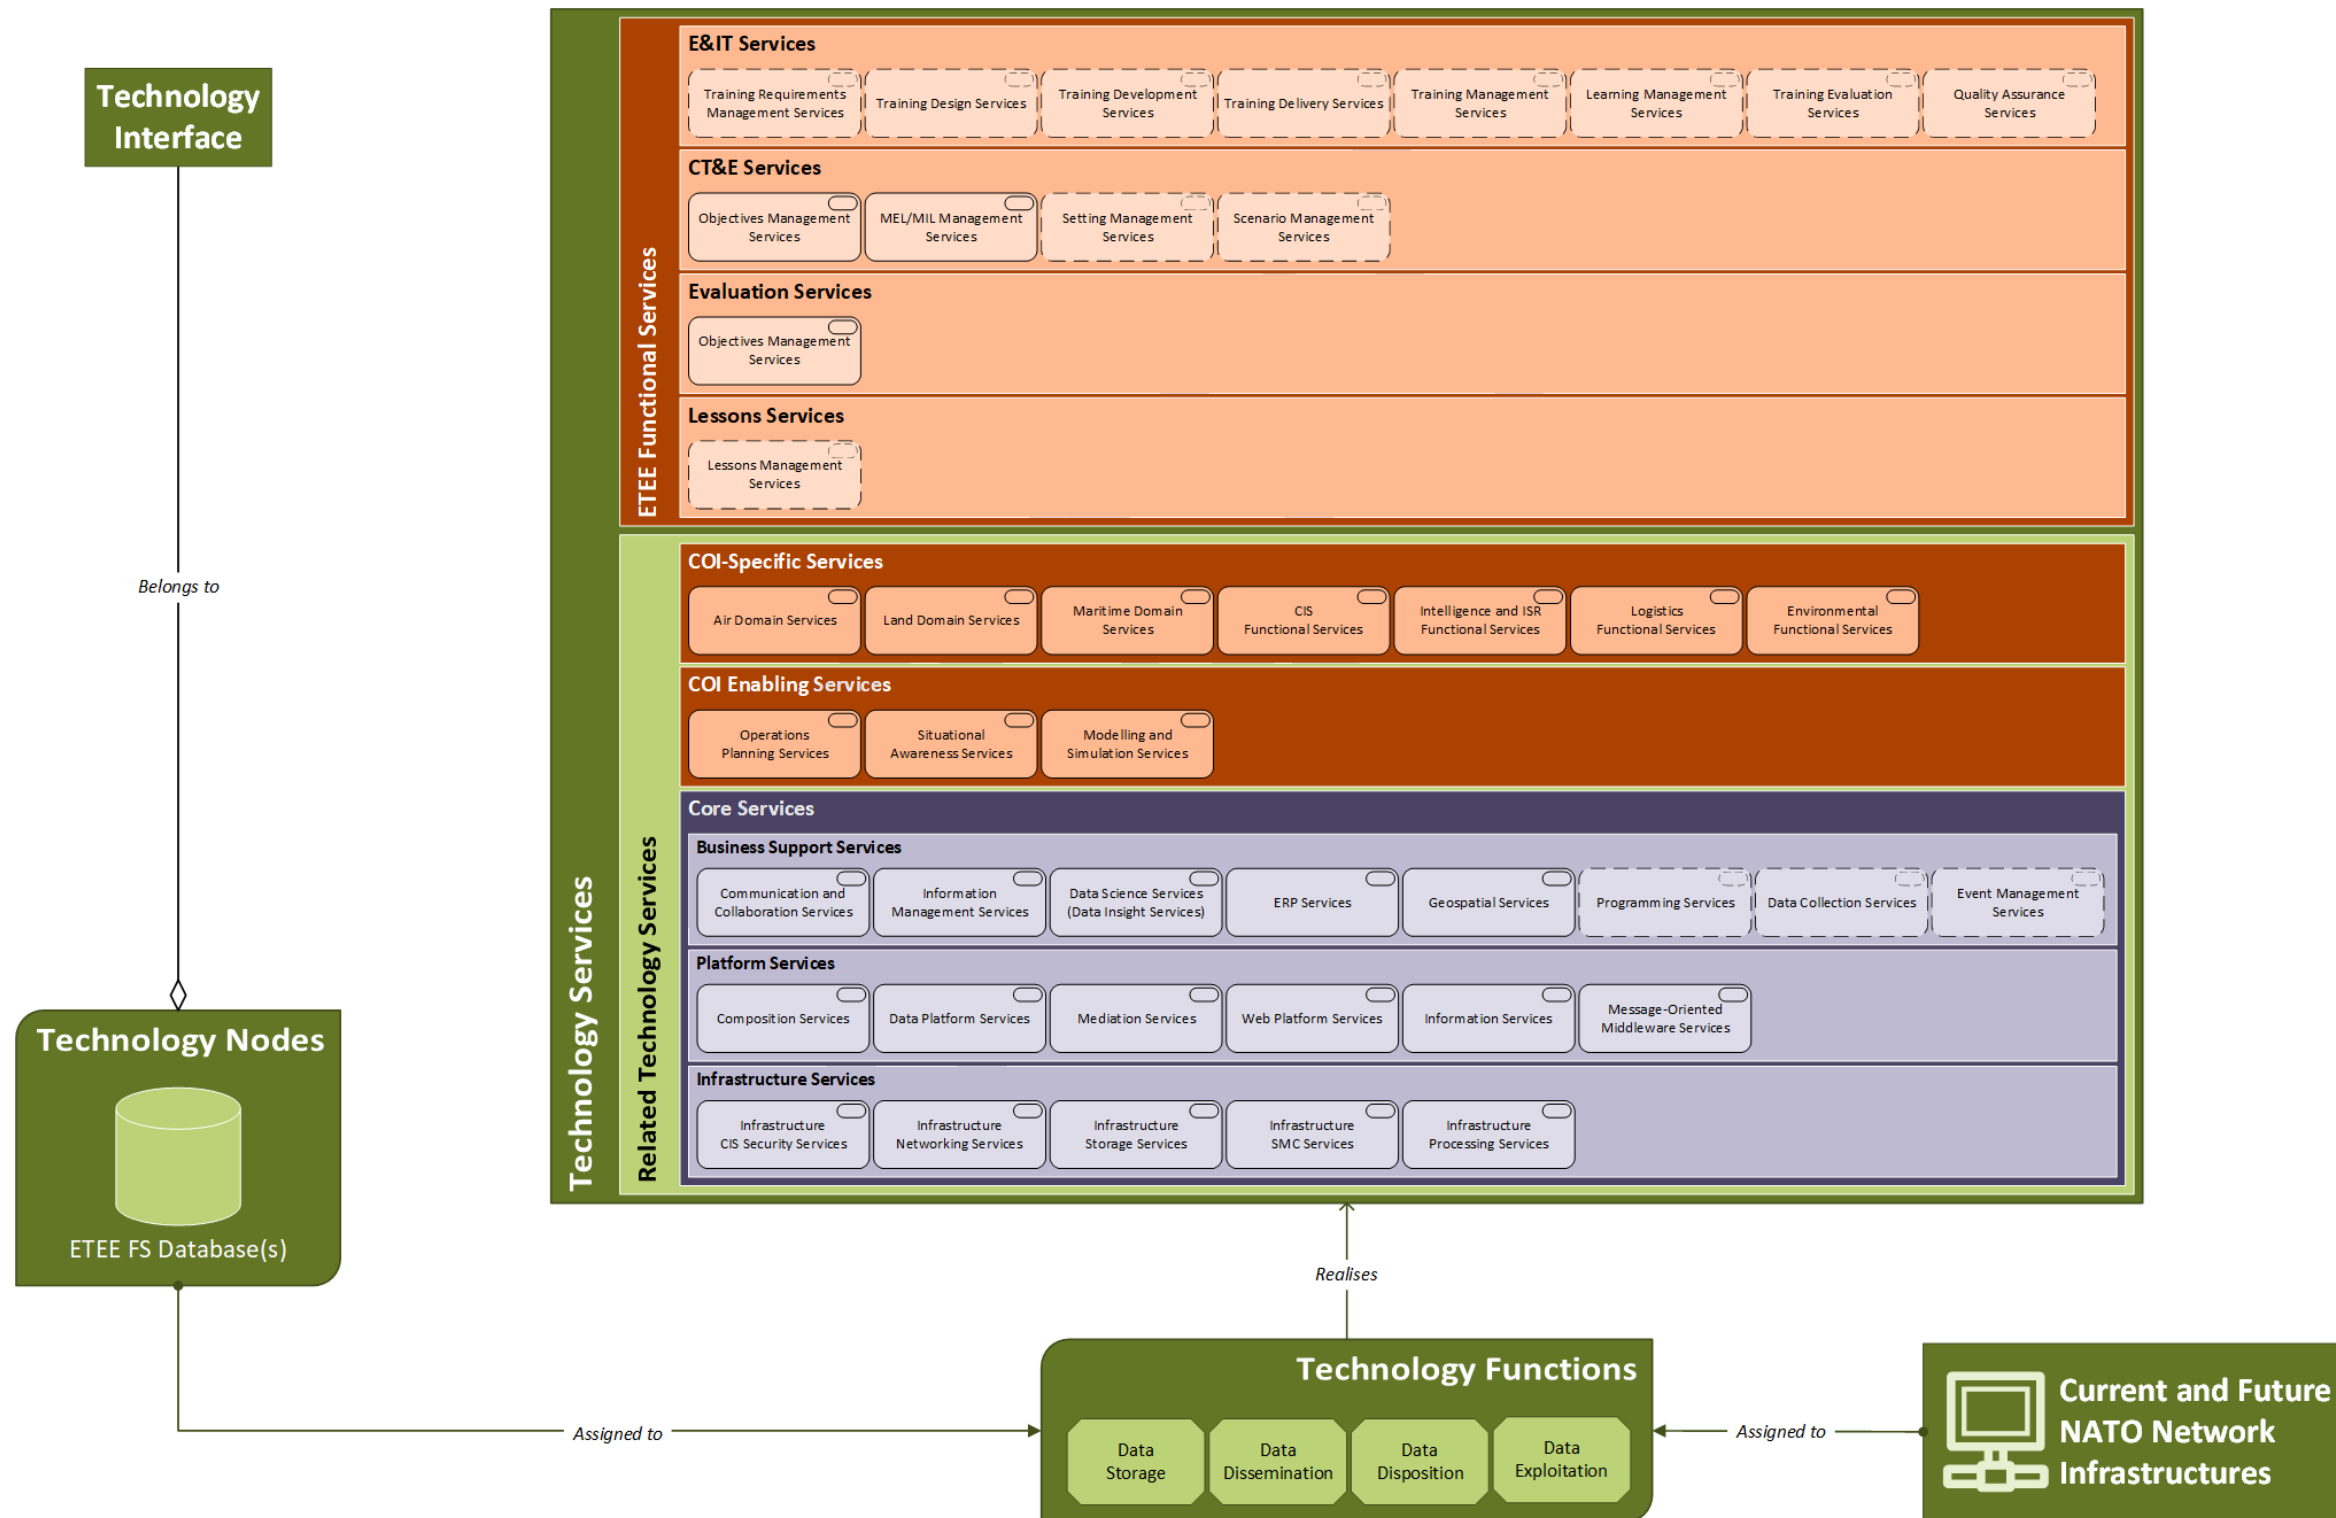 Technology
Interface
Belongs to
Technology Nodes
ETEE FS Database(s)
Assigned to
Technology Services
ETEE Functional Services
E&IT Services
Training Requirements
Management Services
Training Design Services
Training Development
Services
Training Delivery Services
Training Management
Services
Learning Management
Services
Training Evaluation
Services
Quality Assurance
Services
CT&E Services
Objectives Management
Services
MEL/MIL Management
Services
Setting Management
Services
Scenario Management
Services
Evaluation Services
Objectives Management
Services
Lessons Services
Lessons Management
Services
Related Technology Services
COI-Specific Services
Air Domain Services
Land Domain Services
Maritime Domain
Services
CIS
Functional Services
Intelligence and ISR
Functional Services
Logistics
Functional Services
Environmental
Functional Services
COI Enabling Services
Operations
Planning Services
Situational
Awareness Services
Modelling and
Simulation Services
Core Services
Business Support Services
Communication and
Collaboration Services
Information
Management Services
Data Science Services
(Data Insight Services)
ERP Services
Geospatial Services
Programming Services
Data Collection Services
Event Management
Services
Platform Services
Composition Services
Data Platform Services
Mediation Services
Web Platform Services
Information Services
Message-Oriented
Middleware Services
Infrastructure Services
Infrastructure
CIS Security Services
Infrastructure
Networking Services
Infrastructure
Storage Services
Infrastructure
SMC Services
Infrastructure
Processing Services
Realises
Technology Functions
Data
Storage
Data
Dissemination
Data
Disposition
Data
Exploitation
Assigned to
Current and Future
NATO Network
Infrastructures